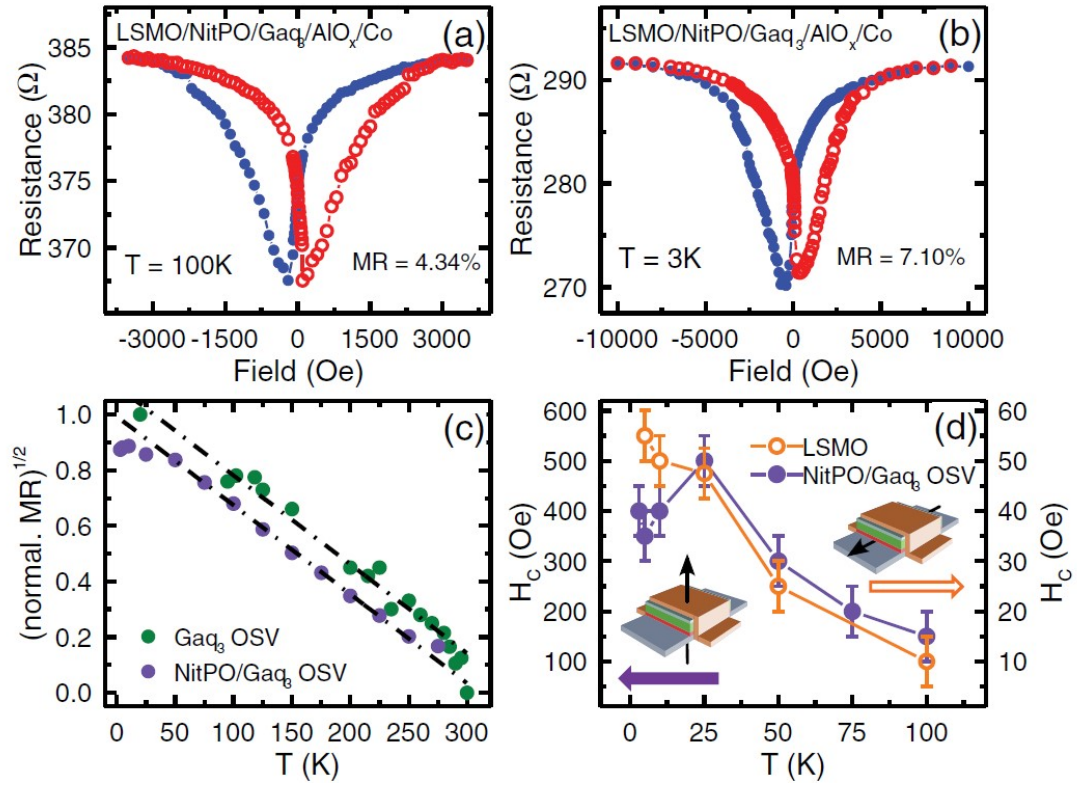 LSMO/NitPO/Gaq₃/AlOₓ/Co (a)
385
380
375
370
Resistance (Ω)
T = 100K MR = 4.34%
-3000 -1500 0 1500 3000
Field (Oe)
LSMO/NitPO/Gaq₃/AlOₓ/Co (b)
290
280
270
Resistance (Ω)
T = 3K MR = 7.10%
-10000 -5000 0 5000 10000
Field (Oe)
(c)
1.0
0.8
0.6
0.4
0.2
0.0
(normal. MR)^1/2
Gaq₃ OSV
NitPO/Gaq₃ OSV
0 50 100 150 200 250 300
T (K)
(d)
600
500
400
300
200
100
H_C (Oe)
LSMO
NitPO/Gaq₃ OSV
60
50
40
30
20
10
H_C (Oe)
0 25 50 75 100
T (K)